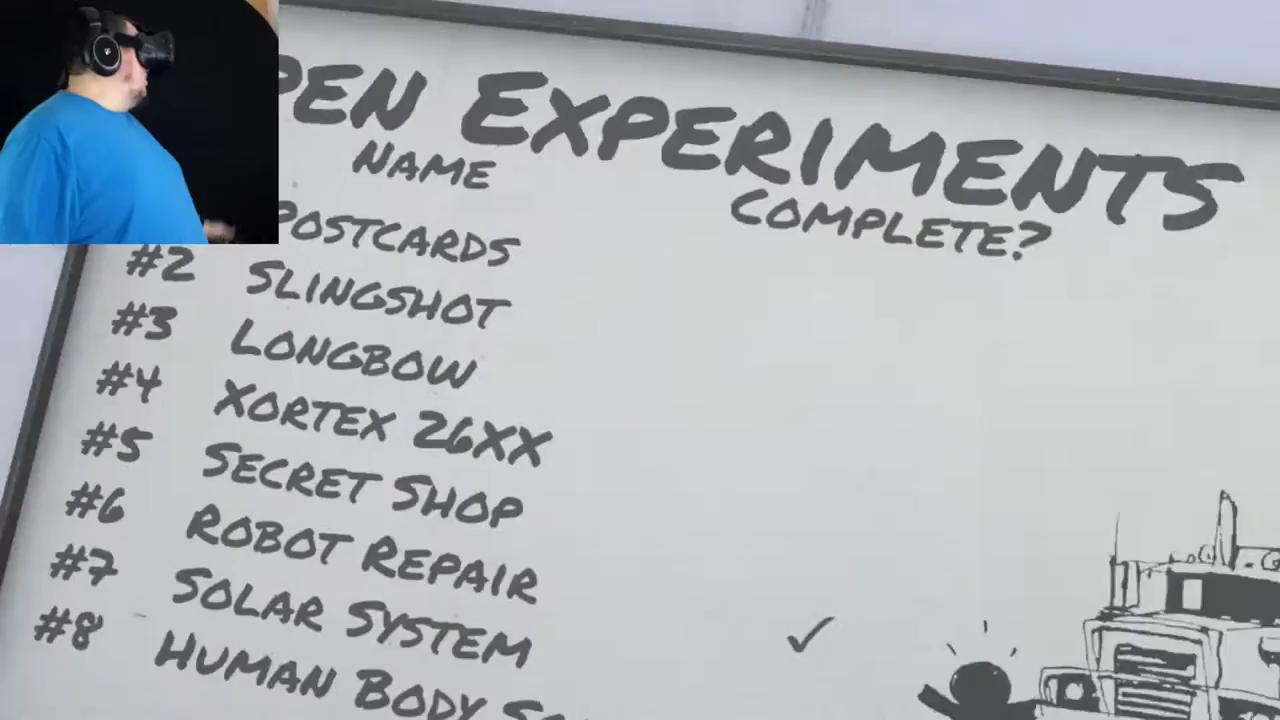 PEN EXPERIMENTS
NAME COMPLETE?
POSTCARDS
#2 SLINGSHOT
#3 LONGBOW
#4 XORTEX 26XX
#5 SECRET SHOP
#6 ROBOT REPAIR
#7 SOLAR SYSTEM
#8 HUMAN BODY